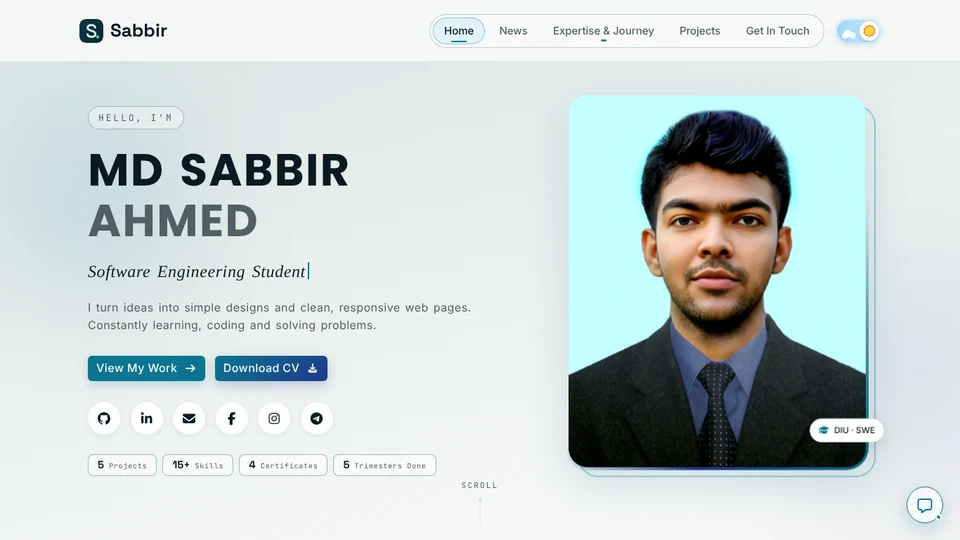 S.
Sabbir
Home
News
Expertise & Journey
Projects
Get In Touch
HELLO, I'M
MD SABBIR
AHMED
Software Engineering Student
I turn ideas into simple designs and clean, responsive web pages.
Constantly learning, coding and solving problems.
View My Work →
Download CV
5 Projects
15+ Skills
4 Certificates
5 Trimesters Done
SCROLL
DIU · SWE